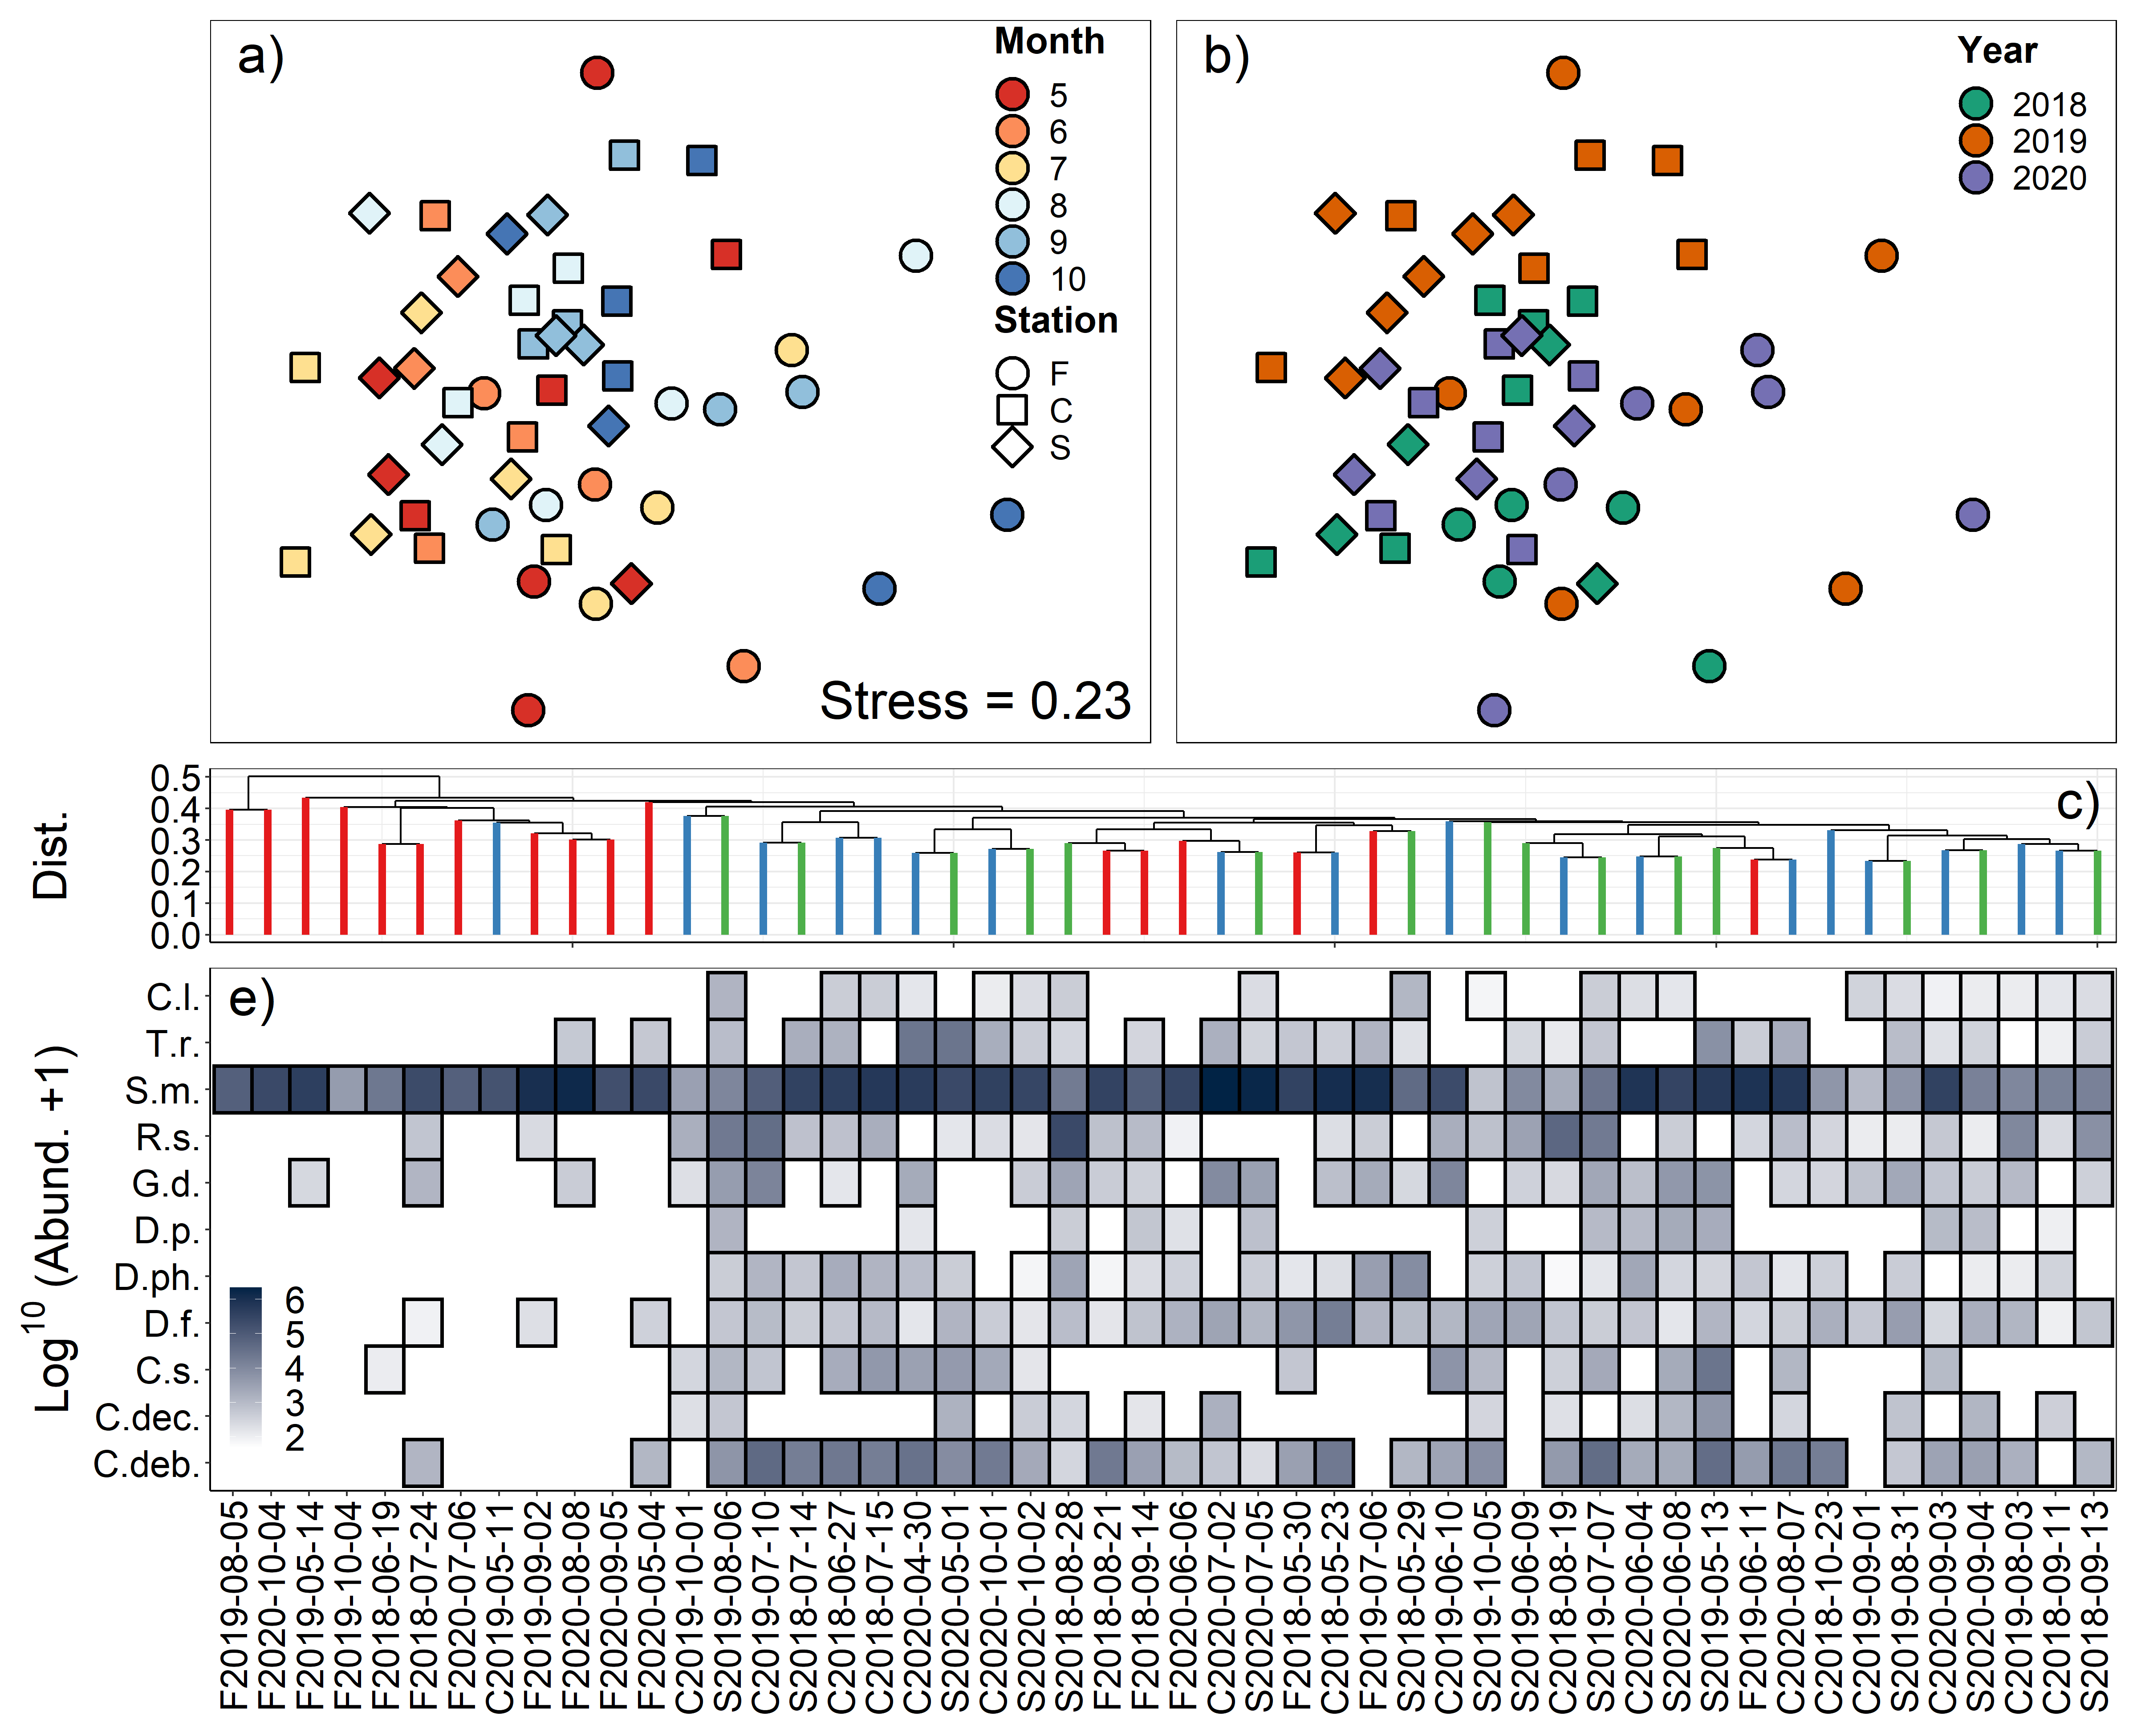 a)
Month
5
6
7
8
9
10
Station
F
C
S
Stress = 0.23
b)
Year
2018
2019
2020
Dist.
0.5
0.4
0.3
0.2
0.1
0.0
c)
Log10 (Abund. +1)
e)
C.l.
T.r.
S.m.
R.s.
G.d.
D.p.
D.ph.
D.f.
C.s.
C.dec.
C.deb.
6
5
4
3
2
F2019-08-05
F2020-10-04
F2019-05-14
F2019-10-04
F2018-06-19
F2018-07-24
F2020-07-06
C2019-05-11
F2019-09-02
F2020-08-08
F2020-09-05
F2020-05-04
C2019-10-01
S2019-08-06
C2019-07-10
S2018-07-14
C2018-06-27
C2018-07-15
C2020-04-30
S2020-05-01
C2020-10-01
S2020-10-02
S2018-08-28
F2018-08-21
F2018-09-14
F2020-06-06
C2020-07-02
S2020-07-05
F2018-05-30
C2018-05-23
F2019-07-06
S2018-05-29
C2019-06-10
S2019-10-05
S2019-06-09
C2018-08-19
S2019-07-07
C2020-06-04
S2020-06-08
S2019-05-13
F2019-06-11
C2020-08-07
C2018-10-23
C2019-09-01
S2019-08-31
C2020-09-03
S2020-09-04
C2019-08-03
C2018-09-11
S2018-09-13